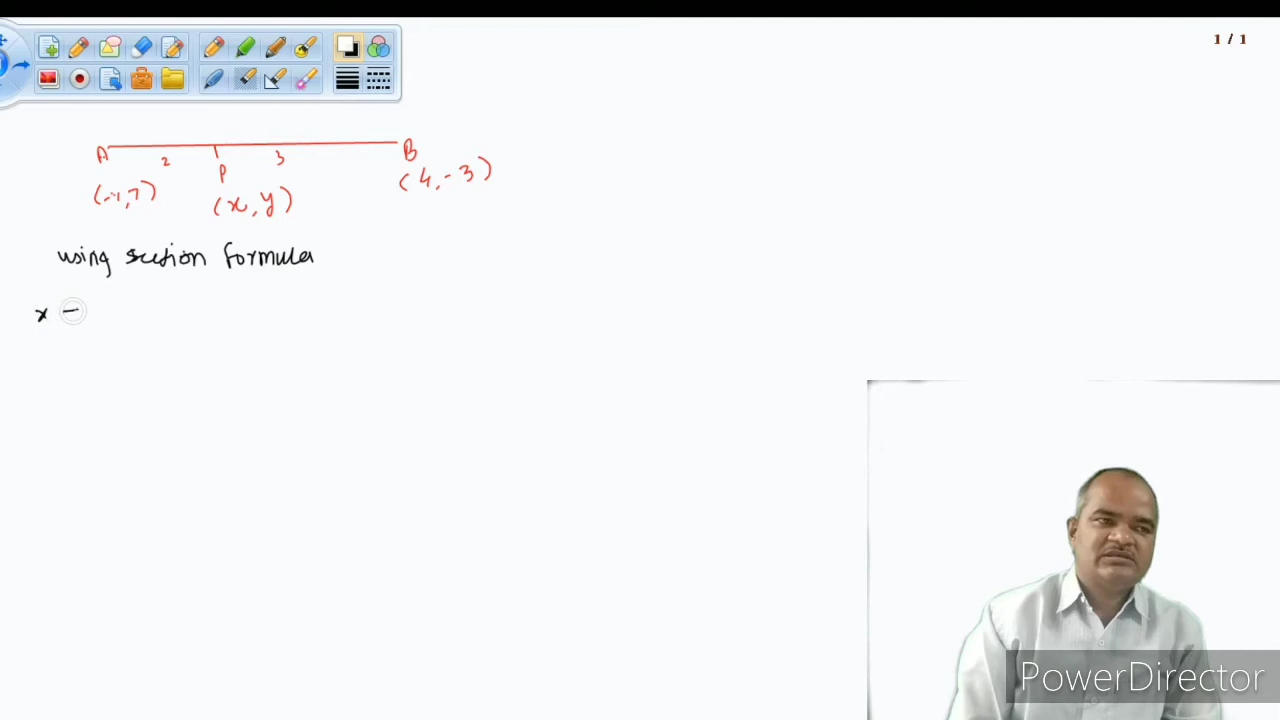 1 / 1
A 2 P 3 B
(-1,7) (x, y) (4, -3)
using section formula
x =
PowerDirector